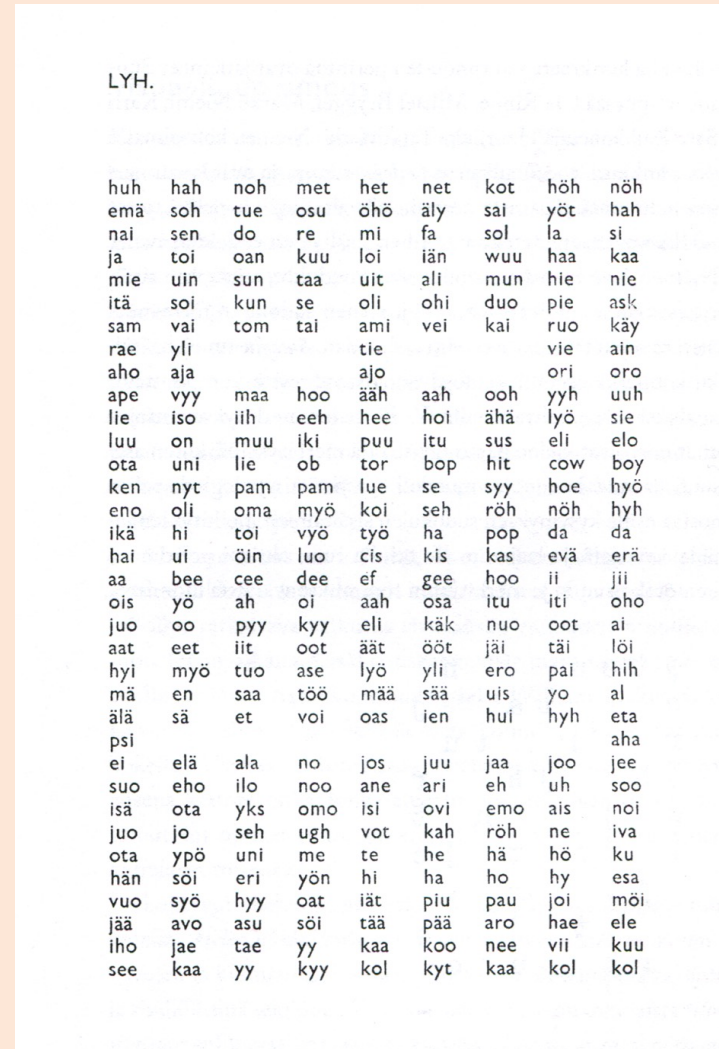 LYH.
huh hah noh met het net kot höh nöh
emä soh tue osu öhö äly sai yöt hah
nai sen do re mi fa sol la si
ja toi oan kuu loi iän wuu haa kaa
mie uin sun taa uit ali mun hie nie
itä soi kun se oli ohi duo pie ask
sam vai tom tai ami vei kai ruo käy
rae yli tie vie ain
aho aja ajo ori oro
ape vyy maa hoo ääh aah ooh yyh uuh
lie iso iih eeh hee hoi ähä lyö sie
luu on muu iki puu itu sus eli elo
ota uni lie ob tor bop hit cow boy
ken nyt pam pam lue se syy hoe hyö
eno oli oma myö koi seh röh nöh hyh
ikä hi toi vyö työ ha pop da da
hai ui öin luo cis kis kas evä erä
aa bee cee dee ef gee hoo ii jii
ois yö ah oi aah osa itu iti oho
juo oo pyy kyy eli käk nuo oot ai
aat eet iit oot äät ööt jäi täi löi
hyi myö tuo ase lyö yli ero pai hih
mä en saa töö mää sää uis yo al
älä sä et voi oas ien hui hyh eta
psi aha
ei elä ala no jos juu jaa joo jee
suo eho ilo noo ane ari eh uh soo
isä ota yks omo isi ovi emo ais noi
juo jo seh ugh vot kah röh ne iva
ota ypö uni me te he hä hö ku
hän söi eri yön hi ha ho hy esa
vuo syö hyy oat iät piu pau joi möi
jää avo asu söi tää pää aro hae ele
iho jae tae yy kaa koo nee vii kuu
see kaa yy kyy kol kyt kaa kol kol